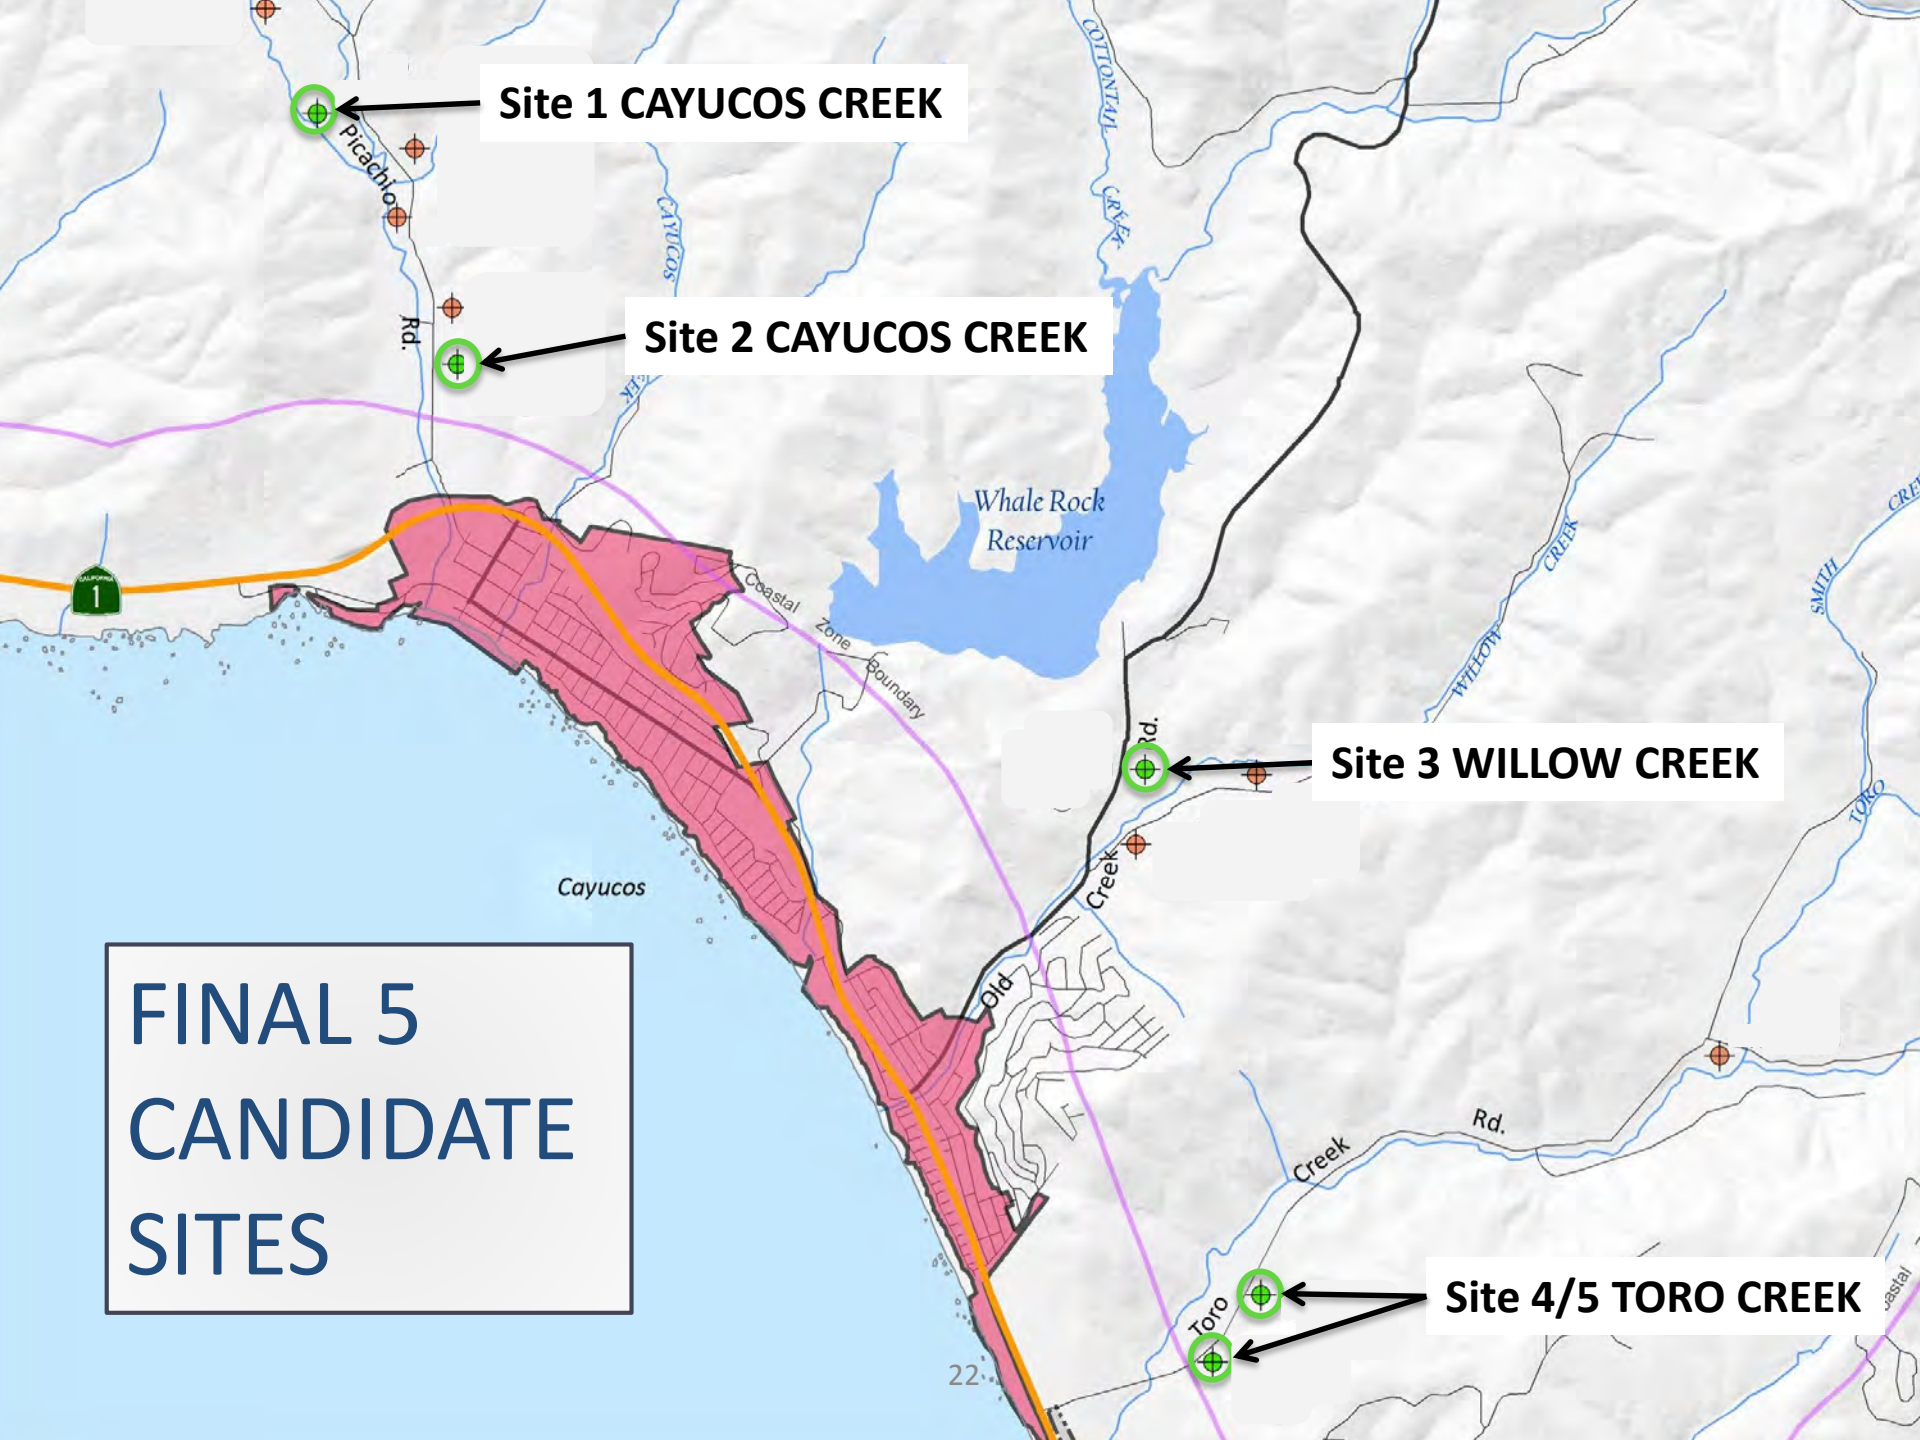 Site 1 CAYUCOS CREEK
COTTONTAIL
CREEK
Picachio
Rd.
CAYUCOS
Site 2 CAYUCOS CREEK
Whale Rock
Reservoir
CALIFORNIA
1
Coastal
Zone
Boundary
WILLOW
CREEK
SMITH
TORO
Rd.
Site 3 WILLOW CREEK
Creek
Old
Cayucos
FINAL 5
CANDIDATE
SITES
Toro
Creek
Rd.
Site 4/5 TORO CREEK
22